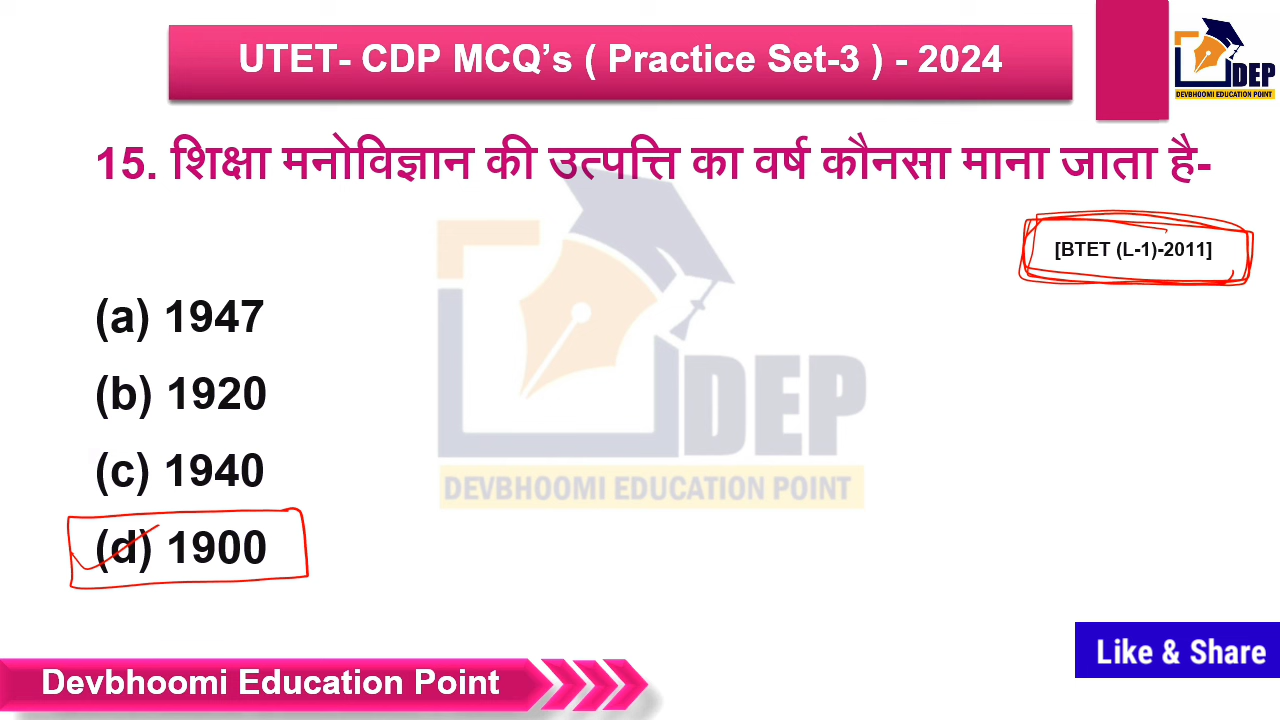 UTET- CDP MCQ’s ( Practice Set-3 ) - 2024
DEP
DEVBHOOMI EDUCATION POINT
15. शिक्षा मनोविज्ञान की उत्पत्ति का वर्ष कौनसा माना जाता है-
[BTET (L-1)-2011]
(a) 1947
(b) 1920
(c) 1940
(d) 1900
DEP
DEVBHOOMI EDUCATION POINT
Like & Share
Devbhoomi Education Point